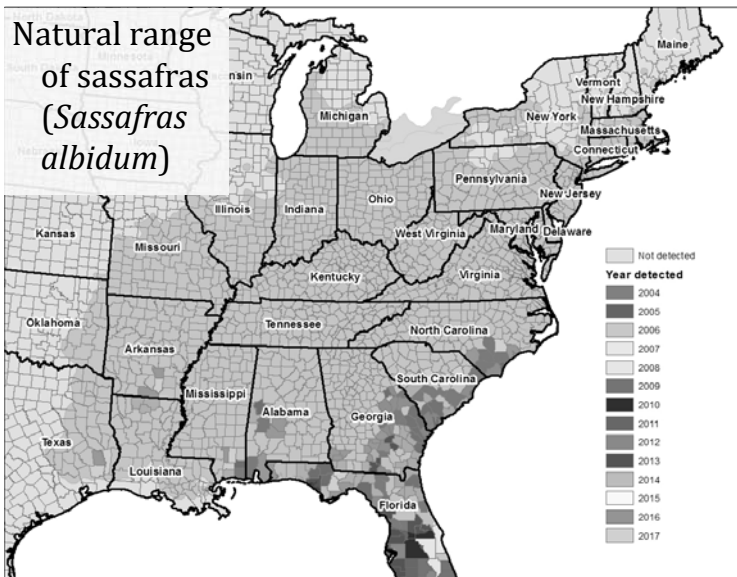 Natural range
of sassafras
(Sassafras
albidum)
Maine
Vermont
New Hampshire
Michigan
New York
Massachusetts
Connecticut
Pennsylvania
New Jersey
Illinois
Indiana
Ohio
Kansas
Missouri
West Virginia
Maryland
Delaware
Kentucky
Virginia
Not detected
Year detected
2004
2005
2006
2007
2008
2009
2010
2011
2012
2013
2014
2015
2016
2017
Oklahoma
Arkansas
Tennessee
North Carolina
South Carolina
Mississippi
Alabama
Georgia
Texas
Louisiana
Florida